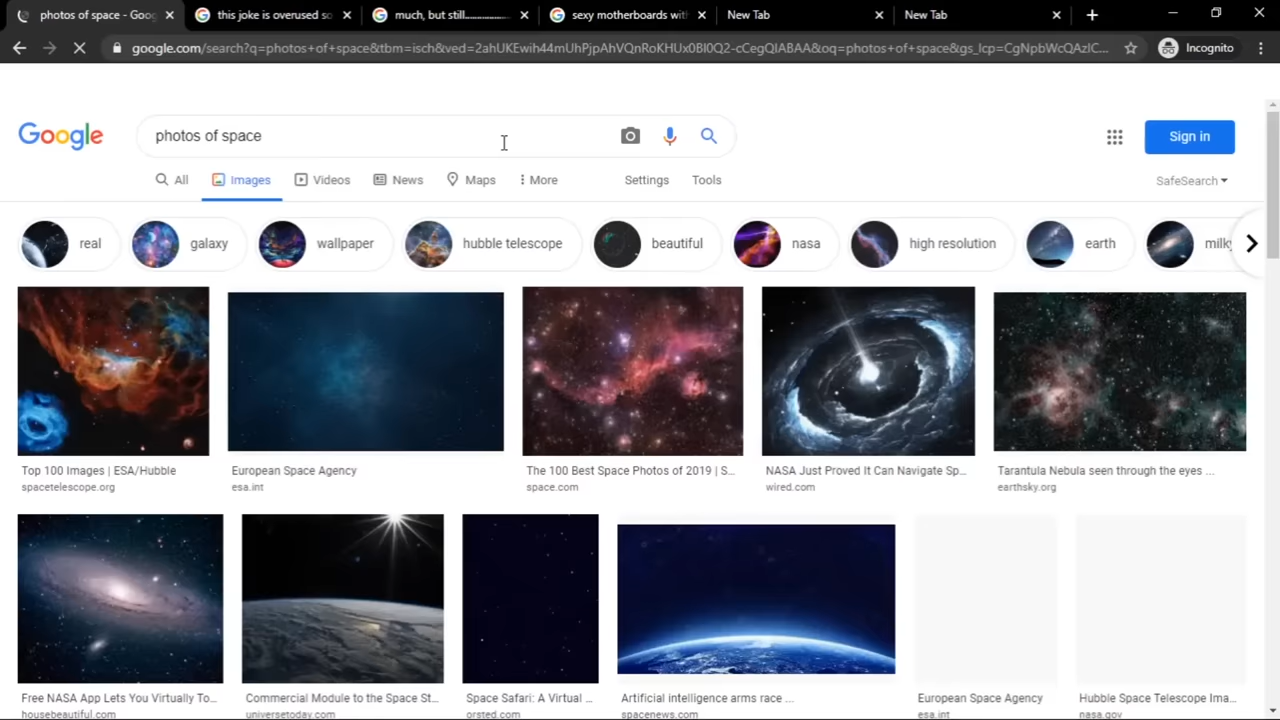 photos of space - Goo
this joke is overused so
much, but still..............
sexy motherboards wit
New Tab
New Tab
google.com/search?q=photos+of+space&tbm=isch&ved=2ahUKEwih44mUhPjpAhVQnRoKHUx0BI0Q2-cCegQIABAA&oq=photos+of+space&gs_lcp=CgNpbWcQAzIC...
Incognito
Google
photos of space
Sign in
All
Images
Videos
News
Maps
More
Settings
Tools
SafeSearch
real
galaxy
wallpaper
hubble telescope
beautiful
nasa
high resolution
earth
milk
Top 100 Images | ESA/Hubble
spacetelescope.org
European Space Agency
esa.int
The 100 Best Space Photos of 2019 | S...
space.com
NASA Just Proved It Can Navigate Sp...
wired.com
Tarantula Nebula seen through the eyes ...
earthsky.org
Free NASA App Lets You Virtually To...
housebeautiful.com
Commercial Module to the Space St...
universetoday.com
Space Safari: A Virtual ...
orsted.com
Artificial intelligence arms race ...
spacenews.com
European Space Agency
esa.int
Hubble Space Telescope Ima...
nasa.gov